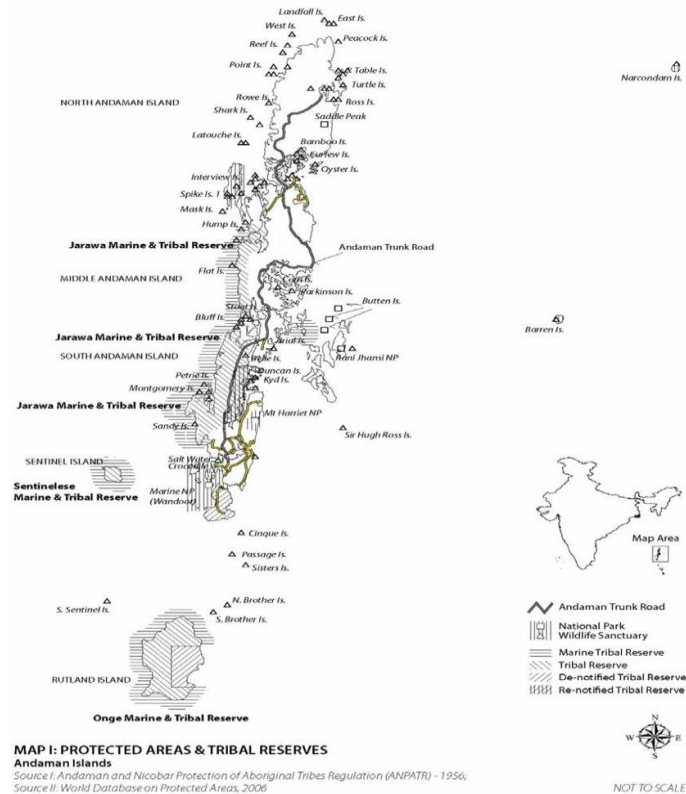 Landfall Is.
East Is.
West Is.
Peacock Is.
Reef Is.
Point Is.
Table Is.
Narcondam Is.
Turtle Is.
Rowe Is.
Ross Is.
NORTH ANDAMAN ISLAND
Shark Is.
Saddle Peak
Latouche Is.
Bamboo Is.
Curlew Is.
Oyster Is.
Interview Is.
Spike Is. 1
Mask Is.
Hump Is.
Jarawa Marine & Tribal Reserve
Andaman Trunk Road
Flat Is.
MIDDLE ANDAMAN ISLAND
Parkinson Is.
Butten Is.
Bluff Is.
Barren Is.
Jarawa Marine & Tribal Reserve
SOUTH ANDAMAN ISLAND
Rani Jhansi NP
Petrie Is.
Duncan Is.
Kyd Is.
Montgomery Is.
Jarawa Marine & Tribal Reserve
Mt Harriet NP
Sandy Is.
Sir Hugh Ross Is.
SENTINEL ISLAND
Salt Water
Crocodile
Sentinelese
Marine & Tribal Reserve
Marine NP
(Wandoor)
Map Area
Cinque Is.
Passage Is.
Sisters Is.
N. Brother Is.
S. Sentinel Is.
S. Brother Is.
RUTLAND ISLAND
Onge Marine & Tribal Reserve
Andaman Trunk Road
National Park
Wildlife Sanctuary
Marine Tribal Reserve
Tribal Reserve
De-notified Tribal Reserve
Re-notified Tribal Reserve
N
W E
S
MAP I: PROTECTED AREAS & TRIBAL RESERVES
Andaman Islands
Source I: Andaman and Nicobar Protection of Aboriginal Tribes Regulation (ANPATR) - 1956;
Source II: World Database on Protected Areas, 2006
NOT TO SCALE